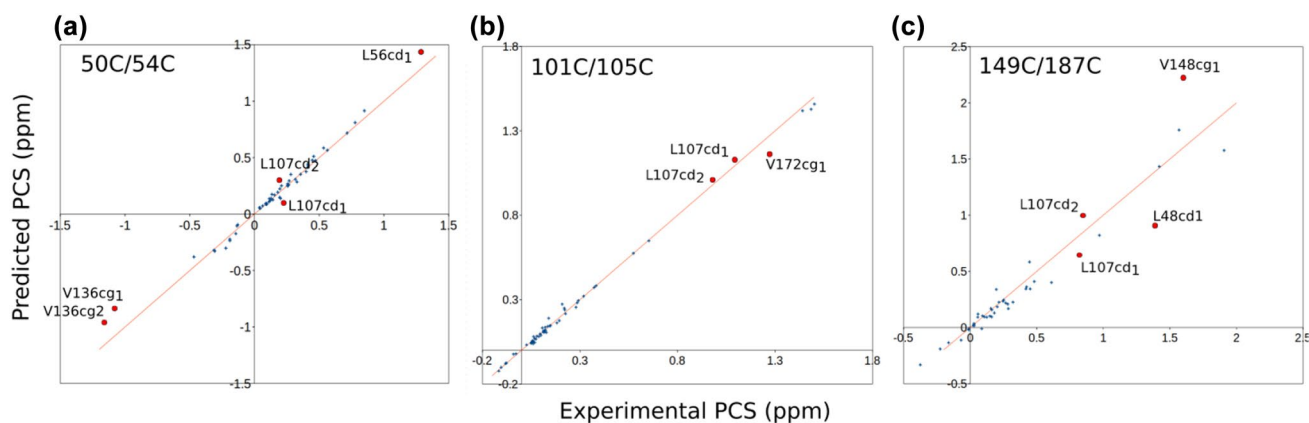 (a)
50C/54C
Predicted PCS (ppm)
1.5
1
0.5
-0.5
-1
-1.5
-1.5
-1
-0.5
0
0.5
1
1.5
L56cd1
L107cd2
L107cd1
V136cg1
V136cg2
(b)
101C/105C
1.8
1.3
0.8
0.3
-0.2
-0.2
0.3
0.8
1.3
1.8
L107cd1
V172cg1
L107cd2
Experimental PCS (ppm)
(c)
149C/187C
2.5
2
1.5
1
0.5
0
-0.5
-0.5
0
0.5
1
1.5
2
2.5
V148cg1
L107cd2
L48cd1
L107cd1